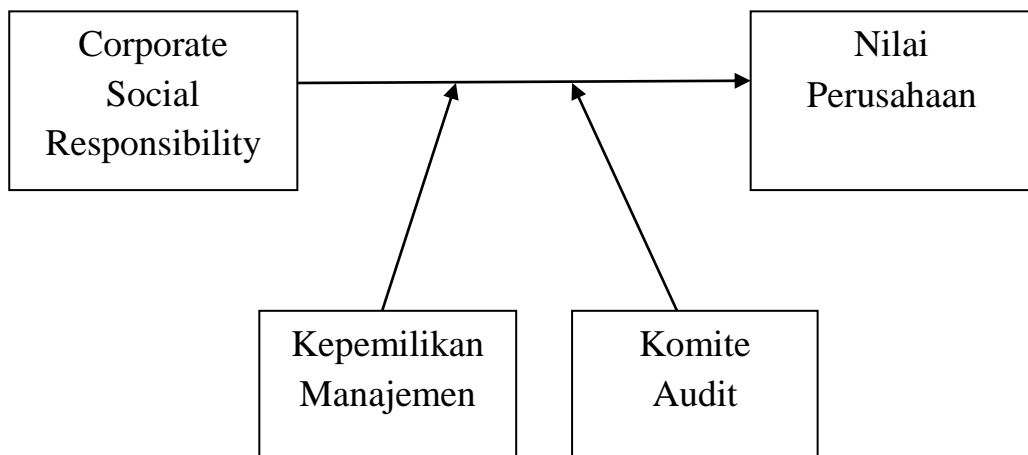 Corporate
Social
Responsibility
Nilai
Perusahaan
Kepemilikan
Manajemen
Komite
Audit